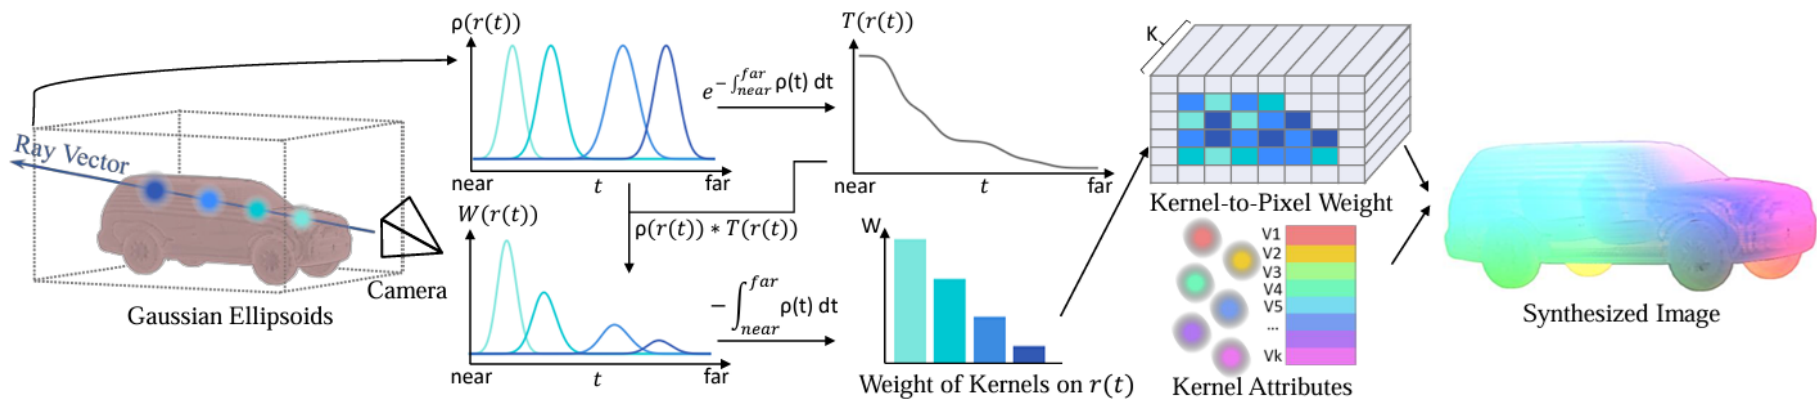 ρ(r(t))
near
t
far
Ray Vector
Camera
Gaussian Ellipsoids
e^{-∫_{near}^{far} ρ(t) dt}
T(r(t))
near
t
far
ρ(r(t)) ∗ T(r(t))
W(r(t))
near
t
far
-∫_{near}^{far} ρ(t) dt
W
Weight of Kernels on r(t)
K
Kernel-to-Pixel Weight
V1
V2
V3
V4
V5
...
Vk
Kernel Attributes
Synthesized Image